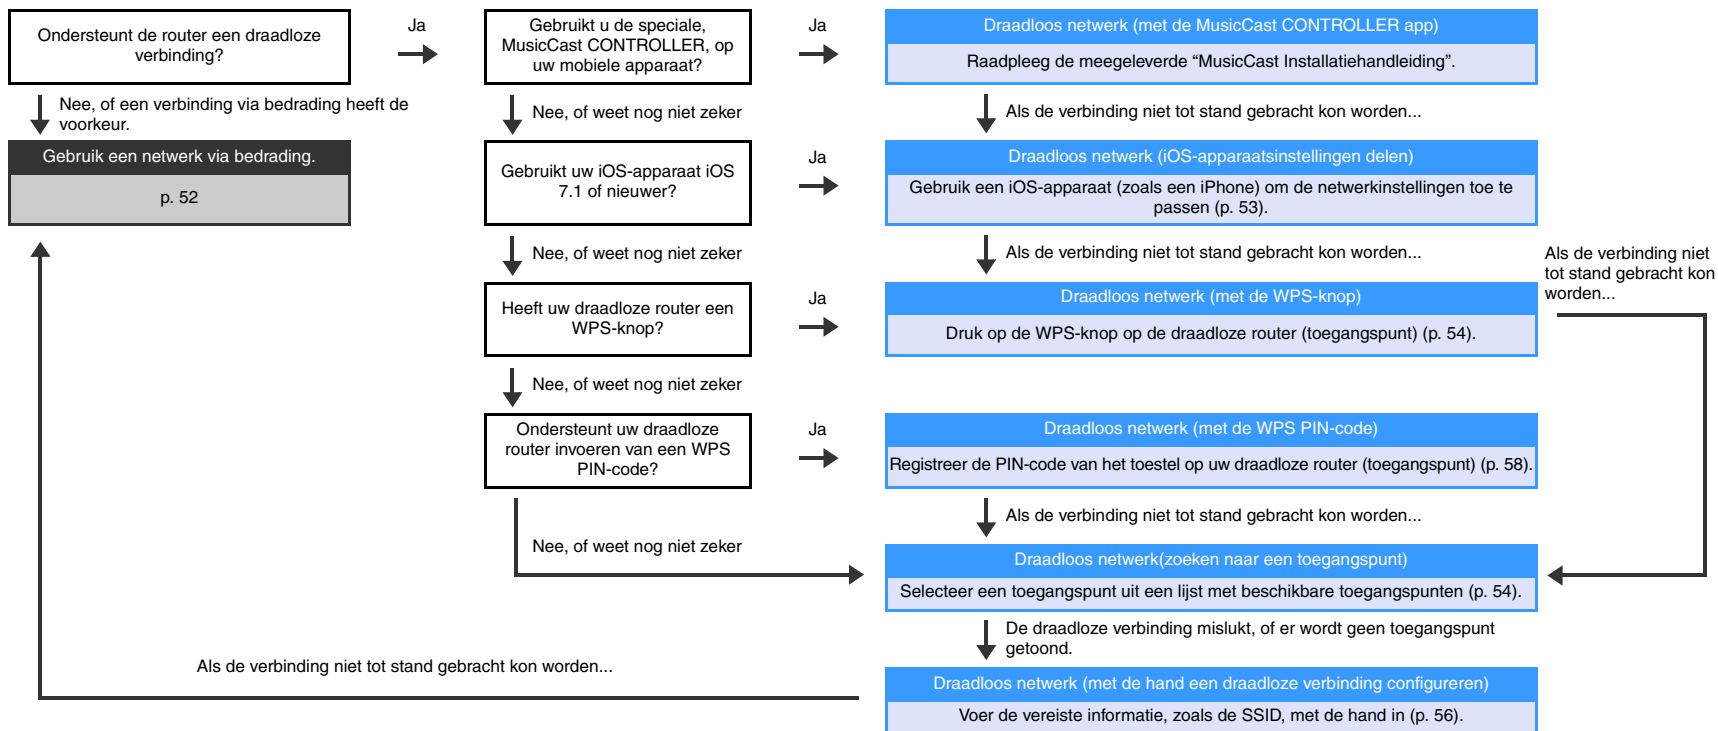 Ondersteunt de router een draadloze
verbinding?
Ja
Gebruikt u de speciale,
MusicCast CONTROLLER, op
uw mobiele apparaat?
Ja
Draadloos netwerk (met de MusicCast CONTROLLER app)
Raadpleeg de meegeleverde “MusicCast Installatiehandleiding”.
Nee, of een verbinding via bedrading heeft de
voorkeur.
Nee, of weet nog niet zeker
Als de verbinding niet tot stand gebracht kon worden...
Gebruik een netwerk via bedrading.
p. 52
Gebruikt uw iOS-apparaat iOS
7.1 of nieuwer?
Ja
Draadloos netwerk (iOS-apparaatsinstellingen delen)
Gebruik een iOS-apparaat (zoals een iPhone) om de netwerkinstellingen toe te
passen (p. 53).
Nee, of weet nog niet zeker
Als de verbinding niet tot stand gebracht kon worden...
Als de verbinding niet
tot stand gebracht kon
worden...
Heeft uw draadloze router een
WPS-knop?
Ja
Draadloos netwerk (met de WPS-knop)
Druk op de WPS-knop op de draadloze router (toegangspunt) (p. 54).
Nee, of weet nog niet zeker
Ondersteunt uw draadloze
router invoeren van een WPS
PIN-code?
Ja
Draadloos netwerk (met de WPS PIN-code)
Registreer de PIN-code van het toestel op uw draadloze router (toegangspunt) (p. 58).
Als de verbinding niet tot stand gebracht kon worden...
Nee, of weet nog niet zeker
Draadloos netwerk(zoeken naar een toegangspunt)
Selecteer een toegangspunt uit een lijst met beschikbare toegangspunten (p. 54).
De draadloze verbinding mislukt, of er wordt geen toegangspunt
getoond.
Als de verbinding niet tot stand gebracht kon worden...
Draadloos netwerk (met de hand een draadloze verbinding configureren)
Voer de vereiste informatie, zoals de SSID, met de hand in (p. 56).